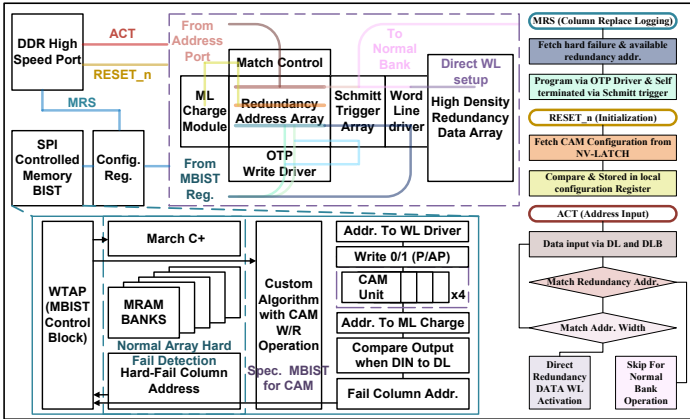 DDR High
Speed Port
ACT
RESET_n
MRS
SPI
Controlled
Memory
BIST
Config.
Reg.
From
Address
Port
To
Normal
Bank
Direct WL
setup
Match Control
ML
Charge
Module
Redundancy
Address Array
Schmitt
Trigger
Array
Word
Line
driver
High Density
Redundancy
Data Array
OTP
Write Driver
From
MBIST
Reg.
WTAP
(MBIST
Control
Block)
March C+
MRAM
BANKS
Normal Array Hard
Fail Detection
Hard-Fail Column
Address
Custom
Algorithm
with CAM
W/R
Operation
Spec. MBIST
for CAM
Addr. To WL Driver
Write 0/1 (P/AP)
CAM
Unit
x4
Addr. To ML Charge
Compare Output
when DIN to DL
Fail Column Addr.
MRS (Column Replace Logging)
Fetch hard failure & available
redundancy addr.
Program via OTP Driver & Self
terminated via Schmitt trigger
RESET_n (Initialization)
Fetch CAM Configuration from
NV-LATCH
Compare & Stored in local
configuration Register
ACT (Address Input)
Data input via DL and DLB
Match Redundancy Addr.
Match Addr. Width
Direct
Redundancy
DATA WL
Activation
Skip For
Normal Bank
Operation